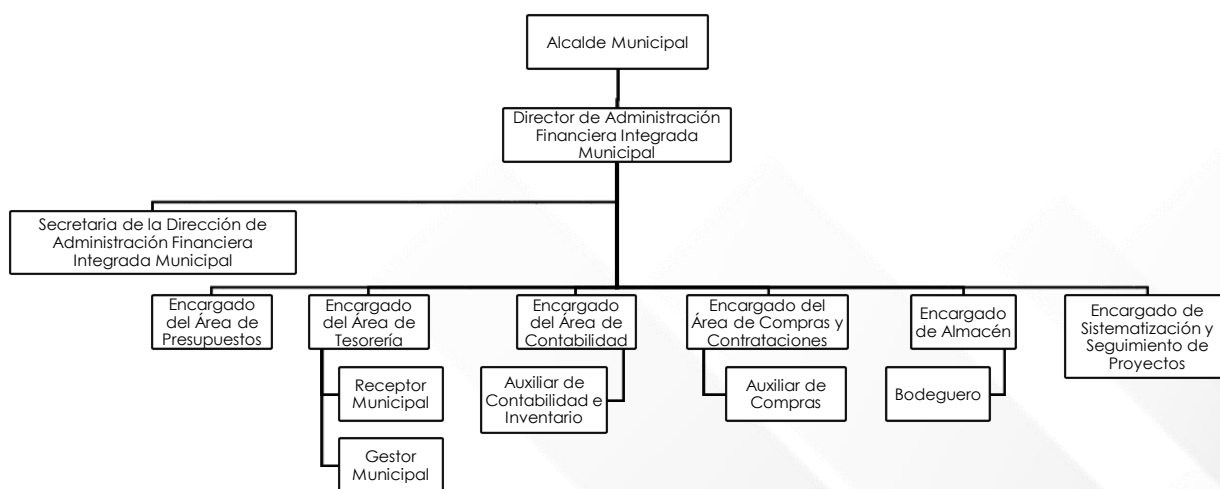 Alcalde Municipal
Director de Administración
Financiera Integrada
Municipal
Secretaria de la Dirección de
Administración Financiera
Integrada Municipal
Encargado
del Área de
Presupuestos
Encargado
del Área de
Tesorería
Encargado
del Área de
Contabilidad
Encargado del
Área de Compras y
Contrataciones
Encargado
de Almacén
Encargado de
Sistematización y
Seguimiento de
Proyectos
Receptor
Municipal
Auxiliar de
Contabilidad e
Inventario
Auxiliar de
Compras
Bodeguero
Gestor
Municipal